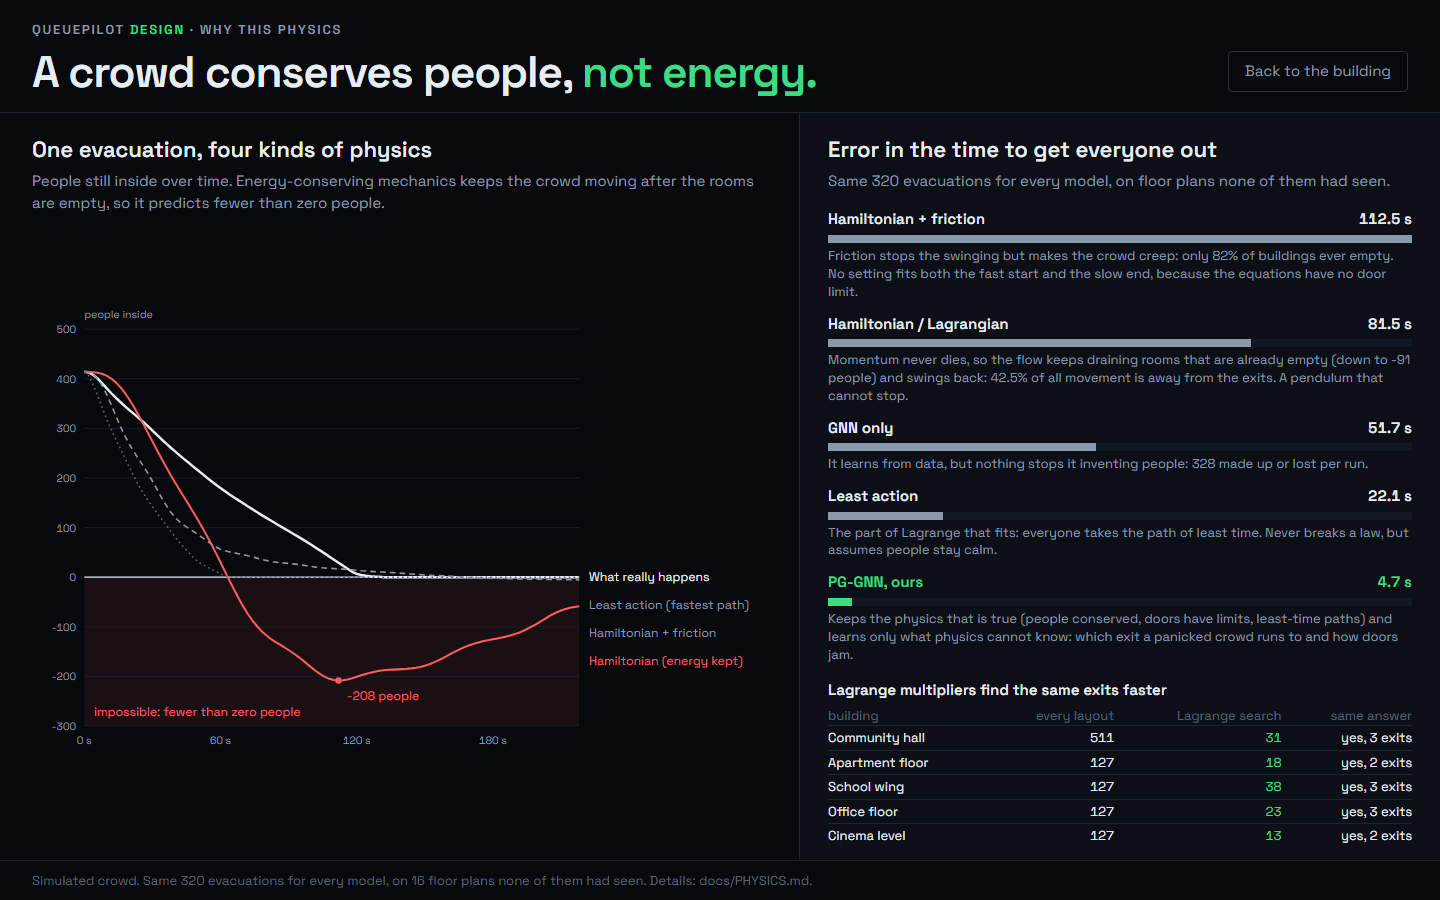 QUEUEPILOT DESIGN · WHY THIS PHYSICS
A crowd conserves people, not energy.
Back to the building
One evacuation, four kinds of physics
People still inside over time. Energy-conserving mechanics keeps the crowd moving after the rooms
are empty, so it predicts fewer than zero people.
people inside
500
400
300
200
100
0
-100
-200
-300
0 s
60 s
120 s
180 s
What really happens
Least action (fastest path)
Hamiltonian + friction
Hamiltonian (energy kept)
-208 people
impossible: fewer than zero people
Error in the time to get everyone out
Same 320 evacuations for every model, on floor plans none of them had seen.
Hamiltonian + friction 112.5 s
Friction stops the swinging but makes the crowd creep: only 82% of buildings ever empty.
No setting fits both the fast start and the slow end, because the equations have no door
limit.
Hamiltonian / Lagrangian 81.5 s
Momentum never dies, so the flow keeps draining rooms that are already empty (down to -91
people) and swings back: 42.5% of all movement is away from the exits. A pendulum that
cannot stop.
GNN only 51.7 s
It learns from data, but nothing stops it inventing people: 328 made up or lost per run.
Least action 22.1 s
The part of Lagrange that fits: everyone takes the path of least time. Never breaks a law, but
assumes people stay calm.
PG-GNN, ours 4.7 s
Keeps the physics that is true (people conserved, doors have limits, least-time paths) and
learns only what physics cannot know: which exit a panicked crowd runs to and how doors
jam.
Lagrange multipliers find the same exits faster
building every layout Lagrange search same answer
Community hall 511 31 yes, 3 exits
Apartment floor 127 18 yes, 2 exits
School wing 127 38 yes, 3 exits
Office floor 127 23 yes, 3 exits
Cinema level 127 13 yes, 2 exits
Simulated crowd. Same 320 evacuations for every model, on 16 floor plans none of them had seen. Details: docs/PHYSICS.md.